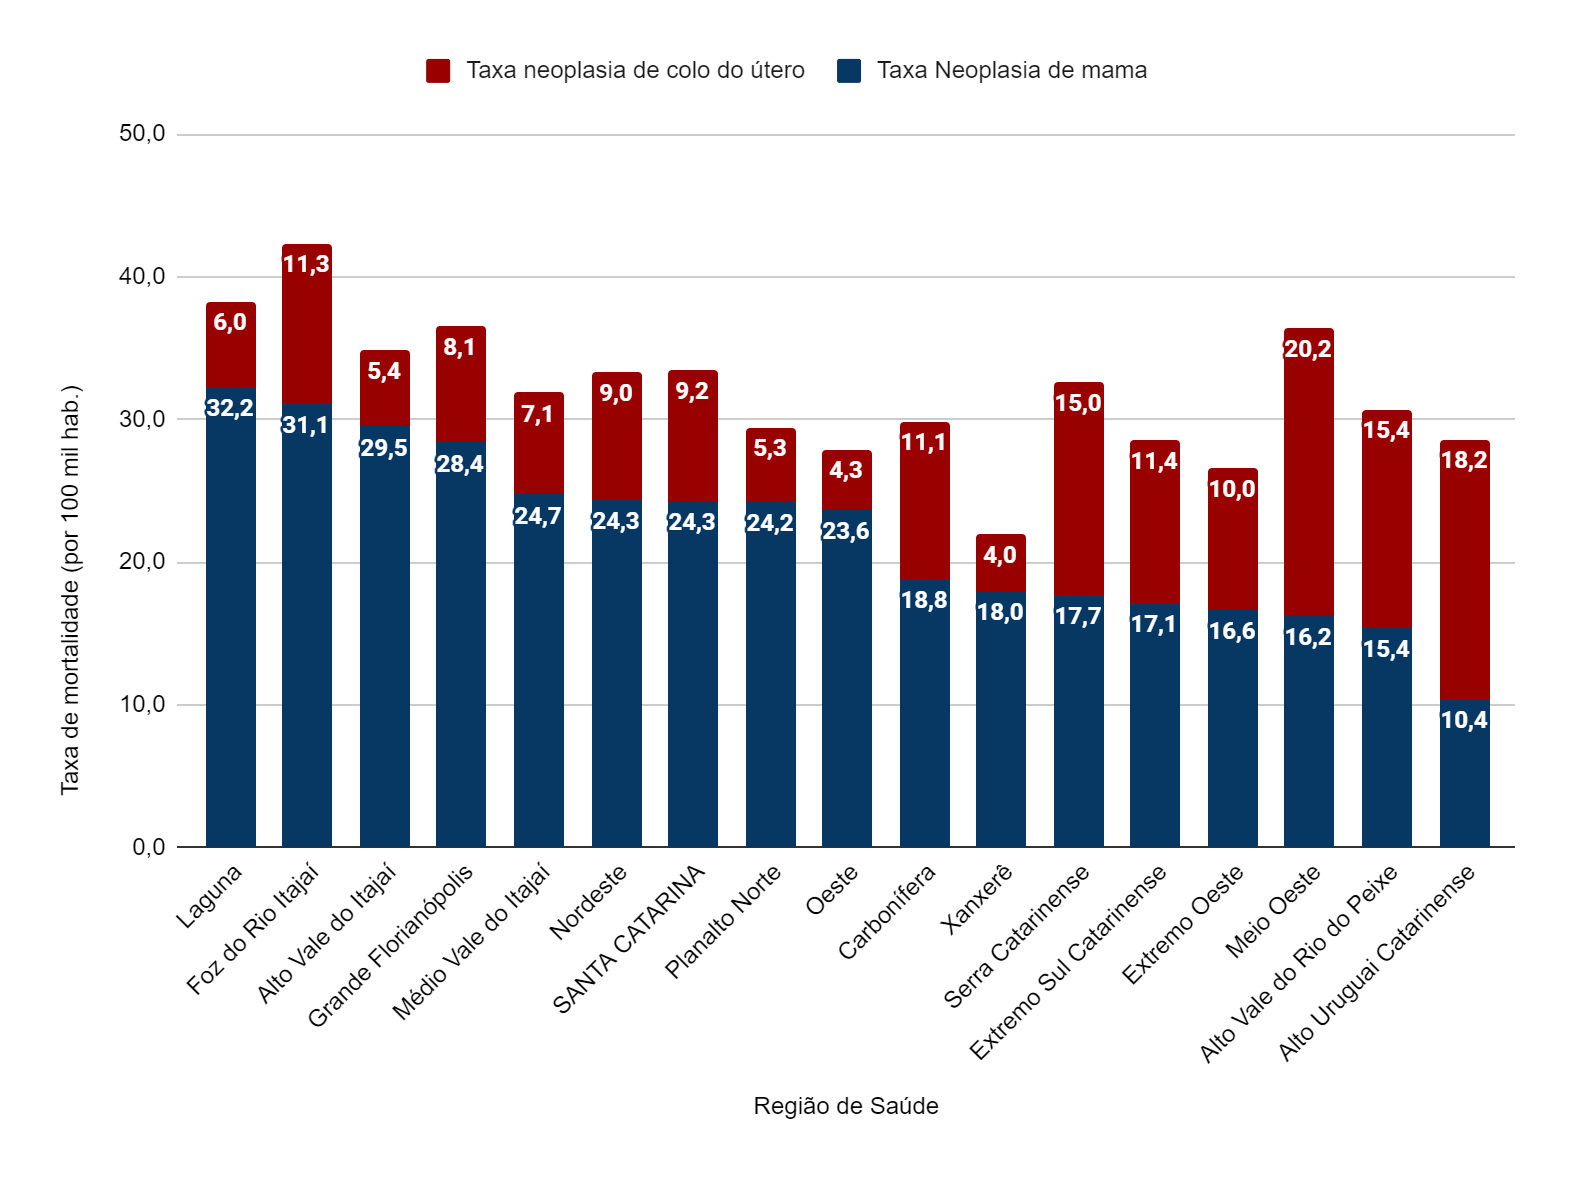 Taxa neoplasia de colo do útero
Taxa Neoplasia de mama
50,0
40,0
30,0
20,0
10,0
0,0
Taxa de mortalidade (por 100 mil hab.)
6,0
32,2
11,3
31,1
5,4
29,5
8,1
28,4
7,1
24,7
9,0
24,3
9,2
24,3
5,3
24,2
4,3
23,6
11,1
18,8
4,0
18,0
15,0
17,7
11,4
17,1
10,0
16,6
20,2
16,2
15,4
15,4
18,2
10,4
Laguna
Foz do Rio Itajaí
Alto Vale do Itajaí
Grande Florianópolis
Médio Vale do Itajaí
Nordeste
SANTA CATARINA
Planalto Norte
Oeste
Carbonífera
Xanxerê
Serra Catarinense
Extremo Sul Catarinense
Extremo Oeste
Meio Oeste
Alto Vale do Rio do Peixe
Alto Uruguai Catarinense
Região de Saúde